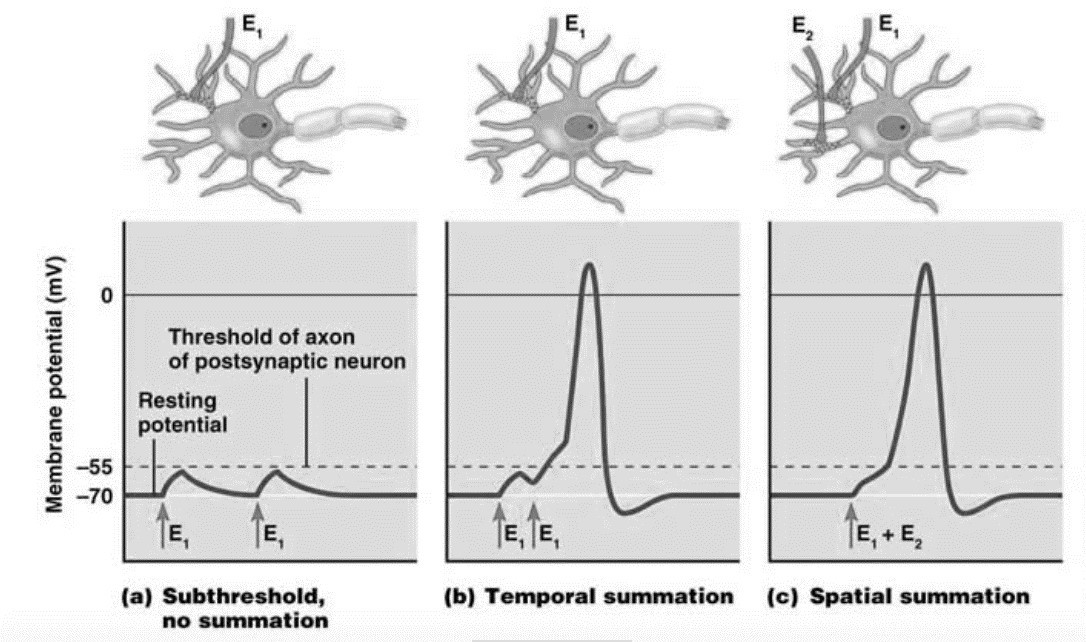 E1
E1
E2
E1
Membrane potential (mV)
0
–55
–70
Threshold of axon
of postsynaptic neuron
Resting
potential
E1
E1
E1
E1
E1 + E2
(a) Subthreshold,
no summation
(b) Temporal summation
(c) Spatial summation